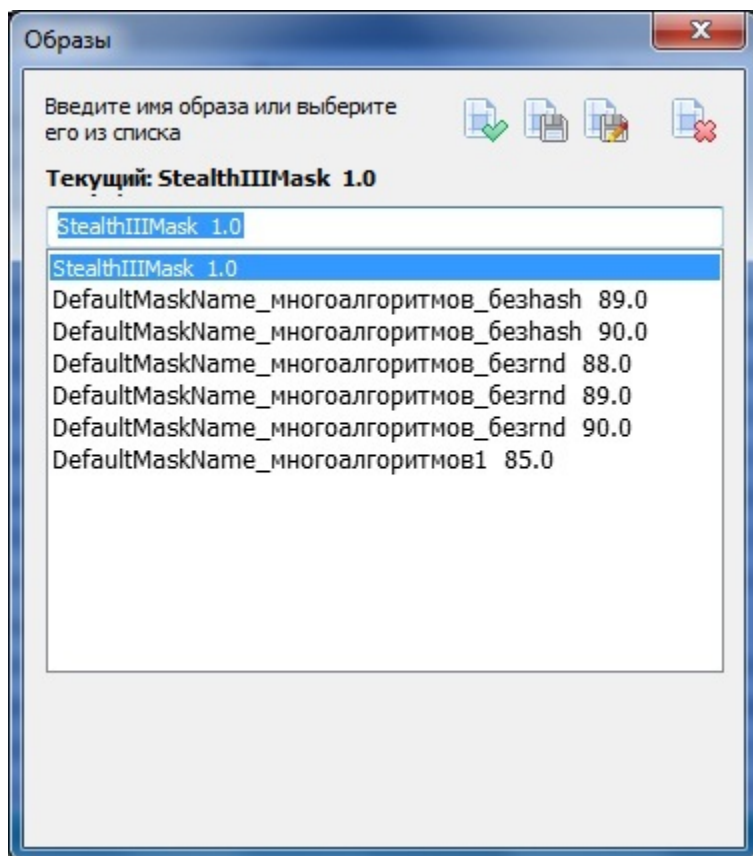 Образы
Введите имя образа или выберите
его из списка
Текущий: StealthIIIMask 1.0
StealthIIIMask 1.0
StealthIIIMask 1.0
DefaultMaskName_многоалгоритмов_безhash 89.0
DefaultMaskName_многоалгоритмов_безhash 90.0
DefaultMaskName_многоалгоритмов_безrnd 88.0
DefaultMaskName_многоалгоритмов_безrnd 89.0
DefaultMaskName_многоалгоритмов_безrnd 90.0
DefaultMaskName_многоалгоритмов1 85.0